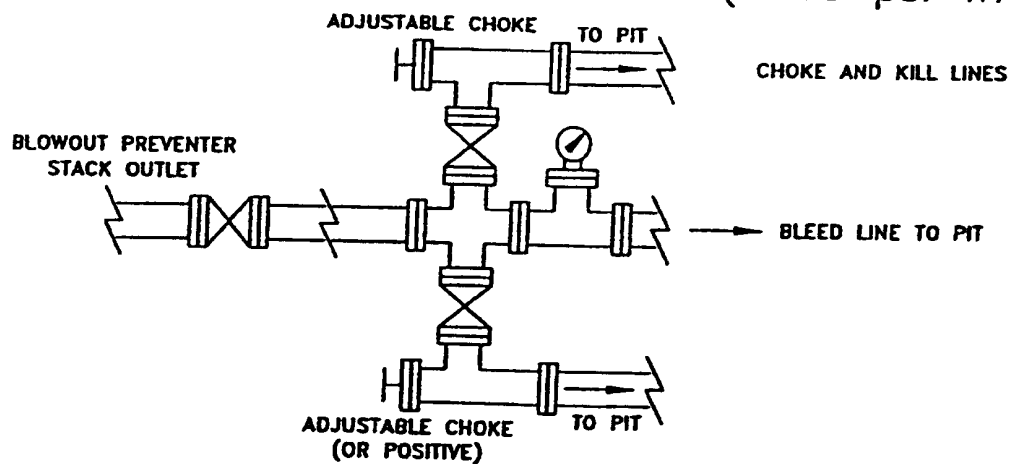 ADJUSTABLE CHOKE
TO PIT
CHOKE AND KILL LINES
BLOWOUT PREVENTER
STACK OUTLET
BLEED LINE TO PIT
ADJUSTABLE CHOKE
(OR POSITIVE)
TO PIT